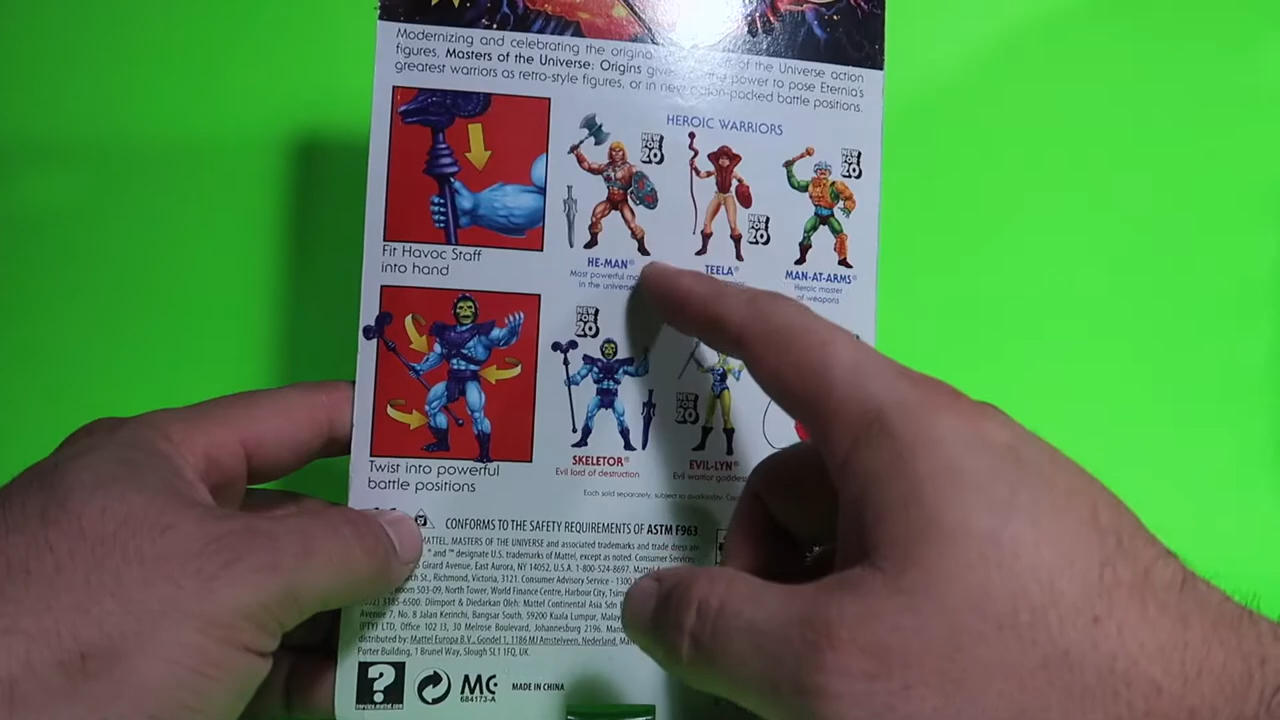 Modernizing and celebrating the original of the Universe action
figures, Masters of the Universe: Origins power to pose Eternia's
greatest warriors as retro-style figures, or in new -packed battle positions.
Fit Havoc Staff
into hand
Twist into powerful
battle positions
HEROIC WARRIORS
NEW FOR 20
NEW FOR 20
NEW FOR 20
HE-MAN®
Most powerful
in the universe
TEELA®
MAN-AT-ARMS®
Heroic master
of weapons
NEW FOR 20
NEW FOR 20
SKELETOR®
Evil lord of destruction
EVIL-LYN®
Evil warrior goddess
Each sold separately, subject to availability.
CONFORMS TO THE SAFETY REQUIREMENTS OF ASTM F963
MATTEL, MASTERS OF THE UNIVERSE and associated trademarks and trade dress are
® and ™ designate U.S. trademarks of Mattel, except as noted. Consumer Services:
Girard Avenue, East Aurora, NY 14052, U.S.A. 1-800-524-8697.
St., Richmond, Victoria, 3121. Consumer Advisory Service - 1300
Room 503-09, North Tower, World Finance Centre, Harbour City,
3185-6500. Diimport & Diedarkan Oleh: Mattel Continental Asia Sdn
Avenue 7, No. 8 Jalan Kerinchi, Bangsar South, 59200 Kuala Lumpur,
(PTY) LTD, Office 102 I3, 30 Melrose Boulevard, Johannesburg 2196.
distributed by: Mattel Europa B.V., Gondel 1, 1186 MJ Amstelveen, Nederland.
Porter Building, 1 Brunel Way, Slough SL1 1FQ, UK.
?
service.mattel.com
MC
684173-A
MADE IN CHINA